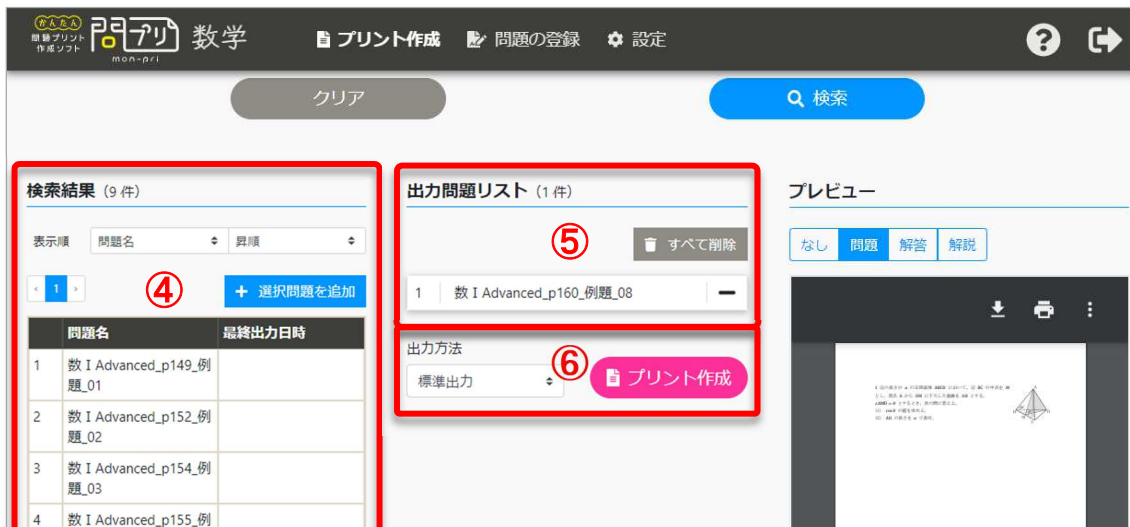 かんたん
問題プリント
作成ソフト
問プリ
mon-pri
数学
プリント作成
問題の登録
設定
クリア
検索
検索結果 (9 件)
表示順
問題名
昇順
1
④
+ 選択問題を追加
問題名
最終出力日時
1
数 I Advanced_p149_例
題_01
2
数 I Advanced_p152_例
題_02
3
数 I Advanced_p154_例
題_03
4
数 I Advanced_p155_例
出力問題リスト (1 件)
⑤
すべて削除
1
数 I Advanced_p160_例題_08
出力方法
標準出力
⑥
プリント作成
プレビュー
なし
問題
解答
解説